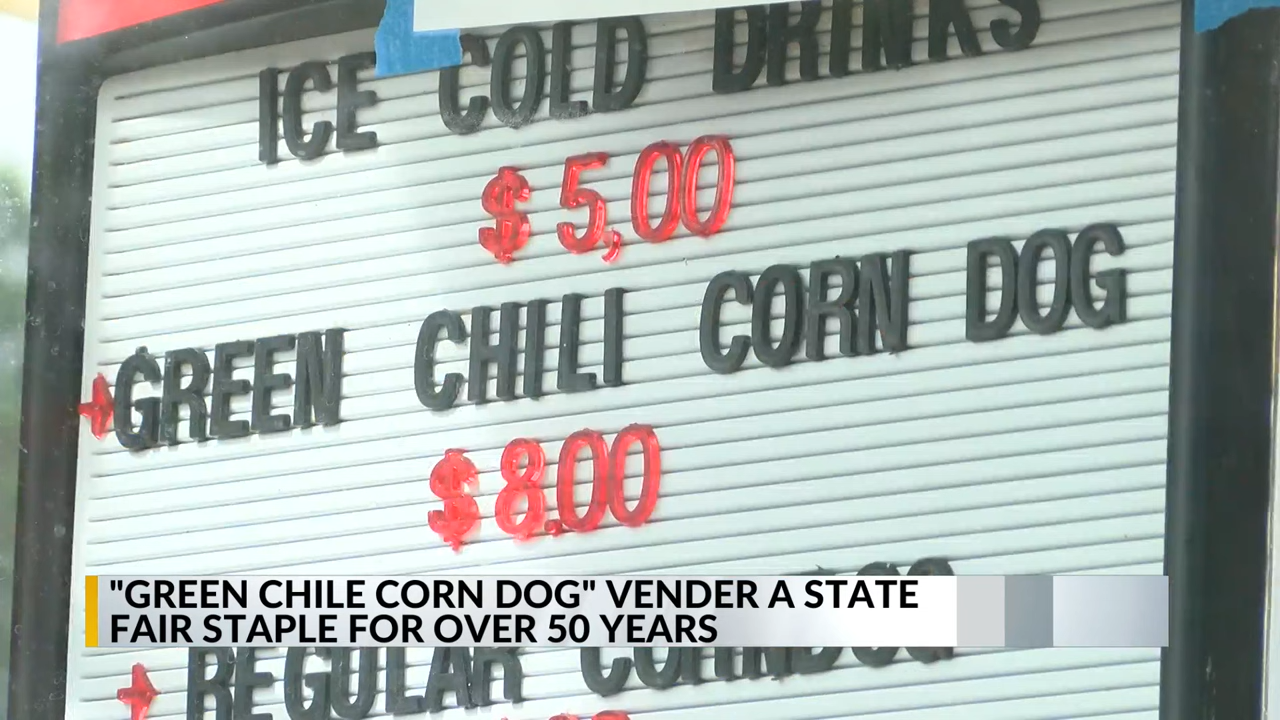 ICE COLD DRINKS
$5,00
+GREEN CHILI CORN DOG
$8.00
"GREEN CHILE CORN DOG" VENDER A STATE
FAIR STAPLE FOR OVER 50 YEARS
+ REGULAR CORNDOG